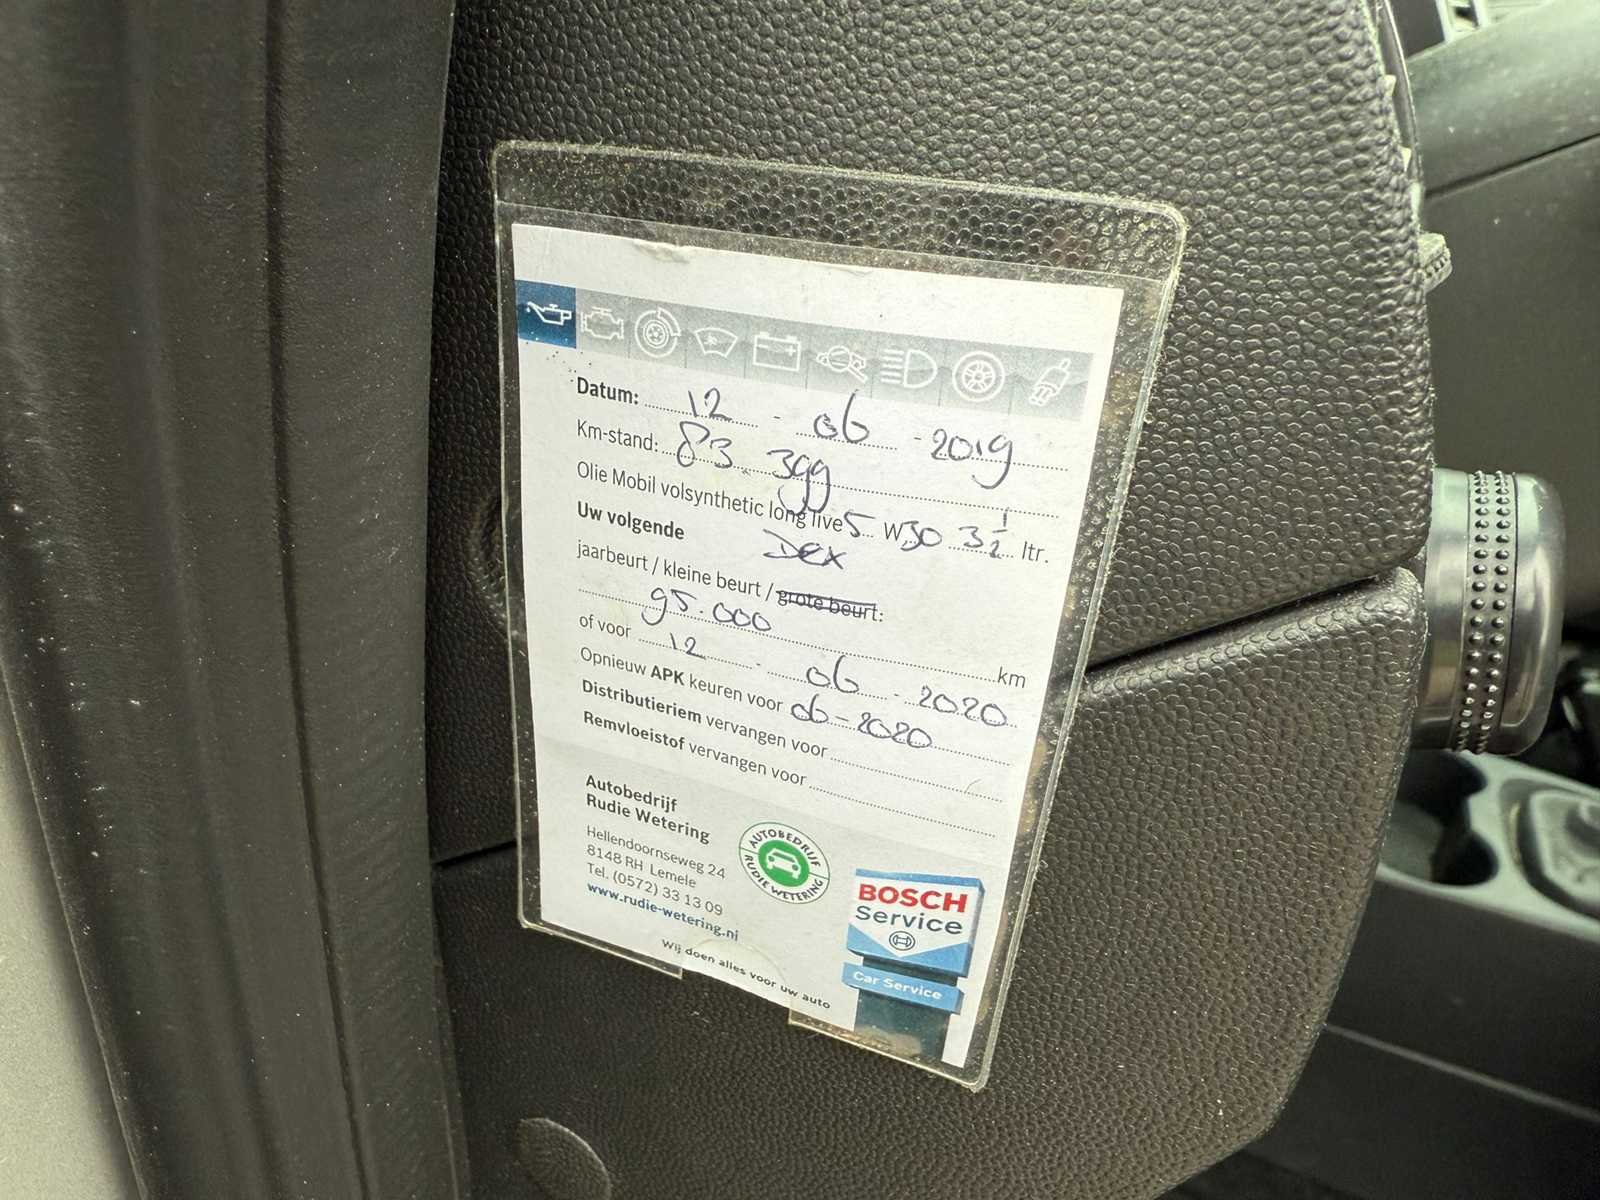 Datum: 12 - 06 - 2019
Km-stand: 83 399
Olie Mobil volsynthetic long live 5 W 30 3 1/2 ltr.
Uw volgende Dex
jaarbeurt / kleine beurt / grote beurt:
95.000 km
of voor 12 - 06 - 2020
Opnieuw APK keuren voor 06-2020
Distributieriem vervangen voor
Remvloeistof vervangen voor
Autobedrijf
Rudie Wetering
Hellendoornseweg 24
8148 RH Lemele
Tel. (0572) 33 13 09
www.rudie-wetering.nl
Wij doen alles voor uw auto
AUTOBEDRIJF
RUDIE WETERING
BOSCH
Service
Car Service